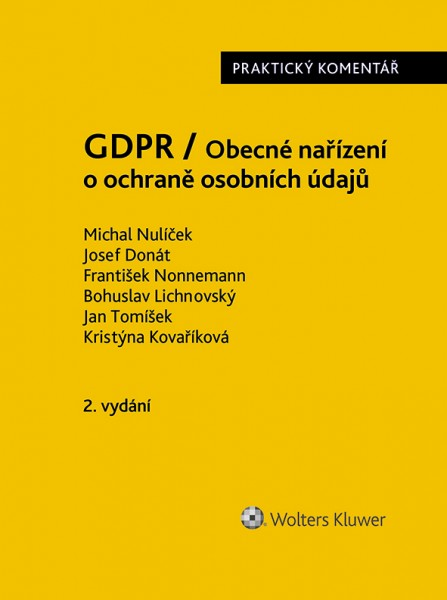 PRAKTICKÝ KOMENTÁŘ
GDPR / Obecné nařízení
o ochraně osobních údajů
Michal Nulíček
Josef Donát
František Nonnemann
Bohuslav Lichnovský
Jan Tomíšek
Kristýna Kovaříková
2. vydání
Wolters Kluwer